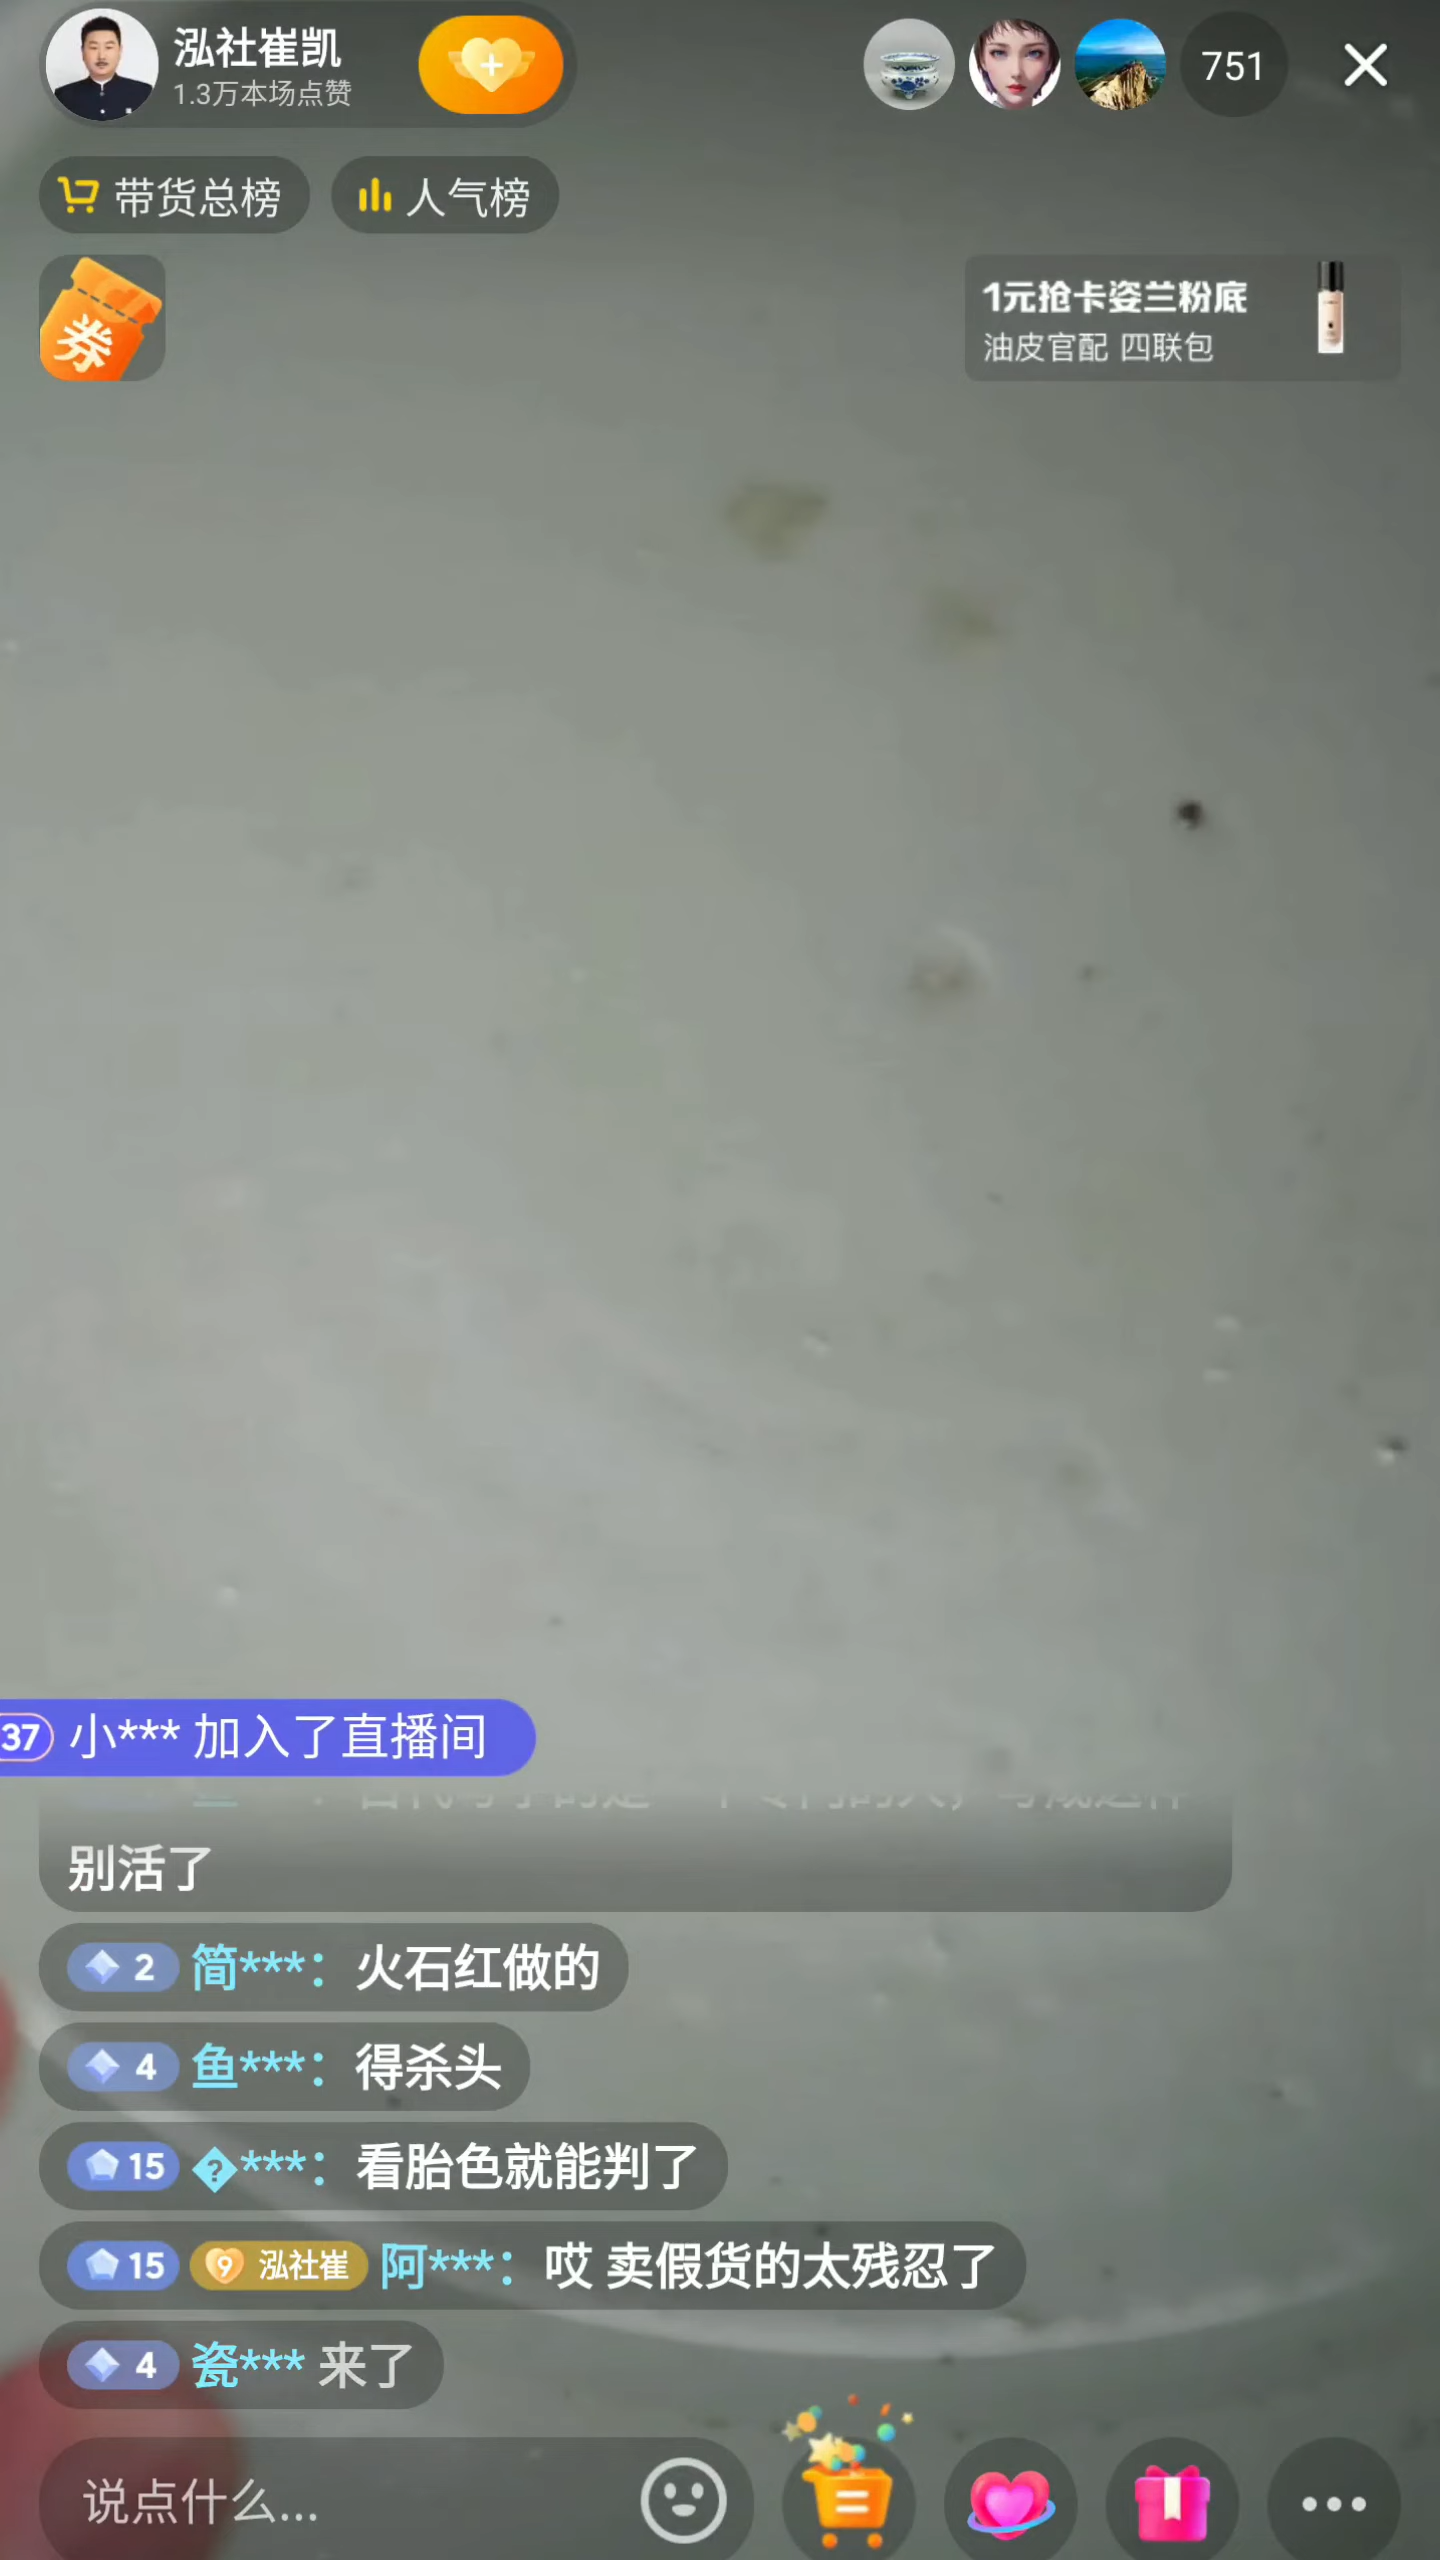 泓社崔凯
1.3万本场点赞
751
带货总榜
人气榜
券
1元抢卡姿兰粉底
油皮官配 四联包
37 小*** 加入了直播间
别活了
2 简***：火石红做的
4 鱼***：得杀头
15 �***：看胎色就能判了
15 9 泓社崔 阿***：哎 卖假货的太残忍了
4 瓷*** 来了
说点什么...